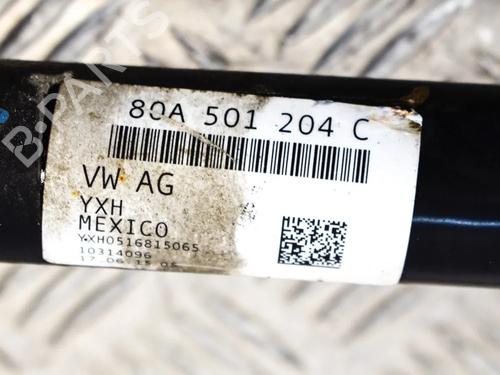 B-PARTS
80A 501 204 C
VW AG
YXH
MEXICO
YXH0516815065
10314096